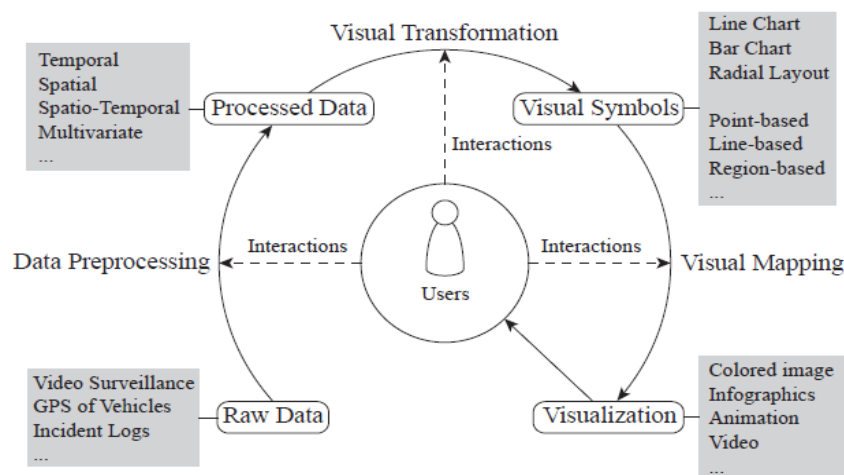 Visual Transformation
Temporal
Spatial
Spatio-Temporal
Multivariate
...
Processed Data
Visual Symbols
Line Chart
Bar Chart
Radial Layout
Point-based
Line-based
Region-based
...
Interactions
Data Preprocessing
Interactions
Users
Interactions
Visual Mapping
Video Surveillance
GPS of Vehicles
Incident Logs
...
Raw Data
Visualization
Colored image
Infographics
Animation
Video
...